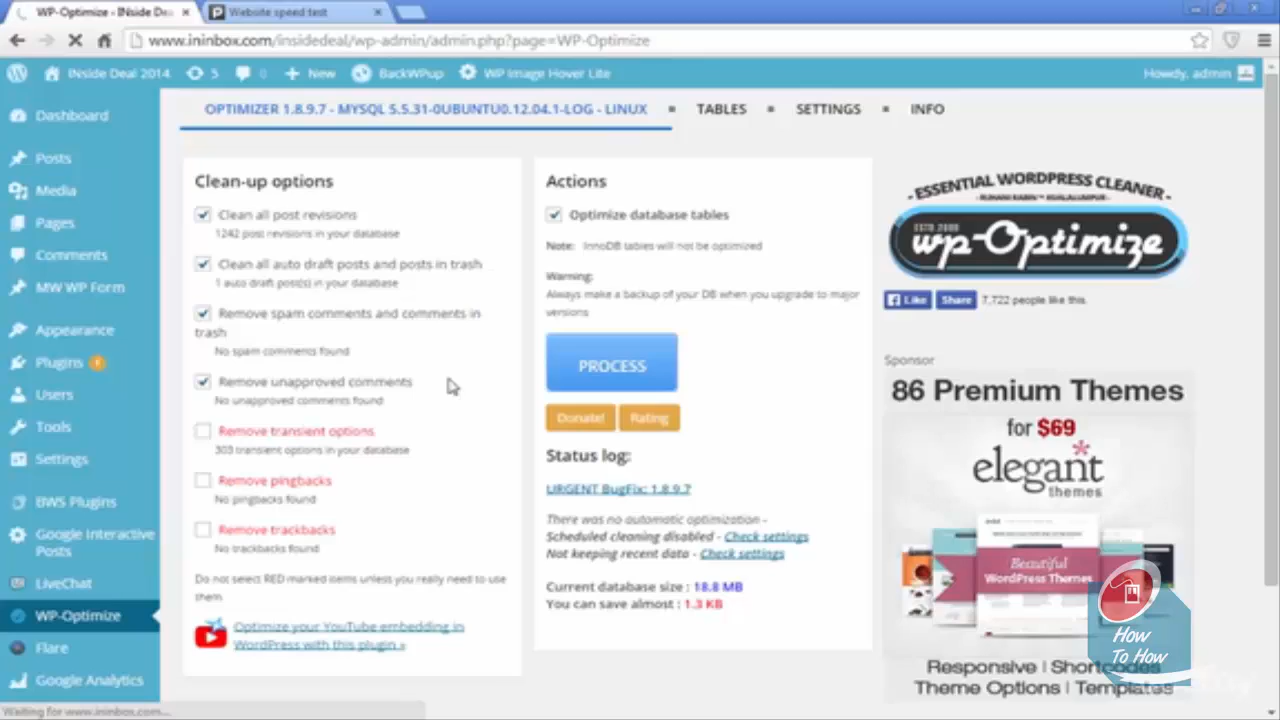 WP-Optimize - INside De
Website speed test
www.ininbox.com/insidedeal/wp-admin/admin.php?page=WP-Optimize
INside Deal 2014
5
0
New
BackWPup
WP Image Hover Lite
Howdy, admin
Dashboard
Posts
Media
Pages
Comments
MW WP Form
Appearance
Plugins
Users
Tools
Settings
BWS Plugins
Google Interactive
Posts
LiveChat
WP-Optimize
Flare
Google Analytics
OPTIMIZER 1.8.9.7 - MYSQL 5.5.31-0UBUNTU0.12.04.1-LOG - LINUX
TABLES
SETTINGS
INFO
Clean-up options
Clean all post revisions
1242 post revisions in your database
Clean all auto draft posts and posts in trash
1 auto draft post(s) in your database
Remove spam comments and comments in
trash
No spam comments found
Remove unapproved comments
No unapproved comments found
Remove transient options
303 transient options in your database
Remove pingbacks
No pingbacks found
Remove trackbacks
No trackbacks found
Do not select RED marked items unless you really need to use
them
Optimize your YouTube embedding in
WordPress with this plugin »
Actions
Optimize database tables
Note: InnoDB tables will not be optimized
Warning:
Always make a backup of your DB when you upgrade to major
versions
PROCESS
Donate!
Rating
Status log:
URGENT BugFix: 1.8.9.7
There was no automatic optimization -
Scheduled cleaning disabled - Check settings
Not keeping recent data - Check settings
Current database size : 18.8 MB
You can save almost : 1.3 KB
- ESSENTIAL WORDPRESS CLEANER -
wp-Optimize
Like
Share
7,722 people like this.
Sponsor
86 Premium Themes
for $69
elegant
themes
Beautiful
WordPress Themes
How
To How
Responsive | Shortcodes
Theme Options | Templates
Waiting for www.ininbox.com...